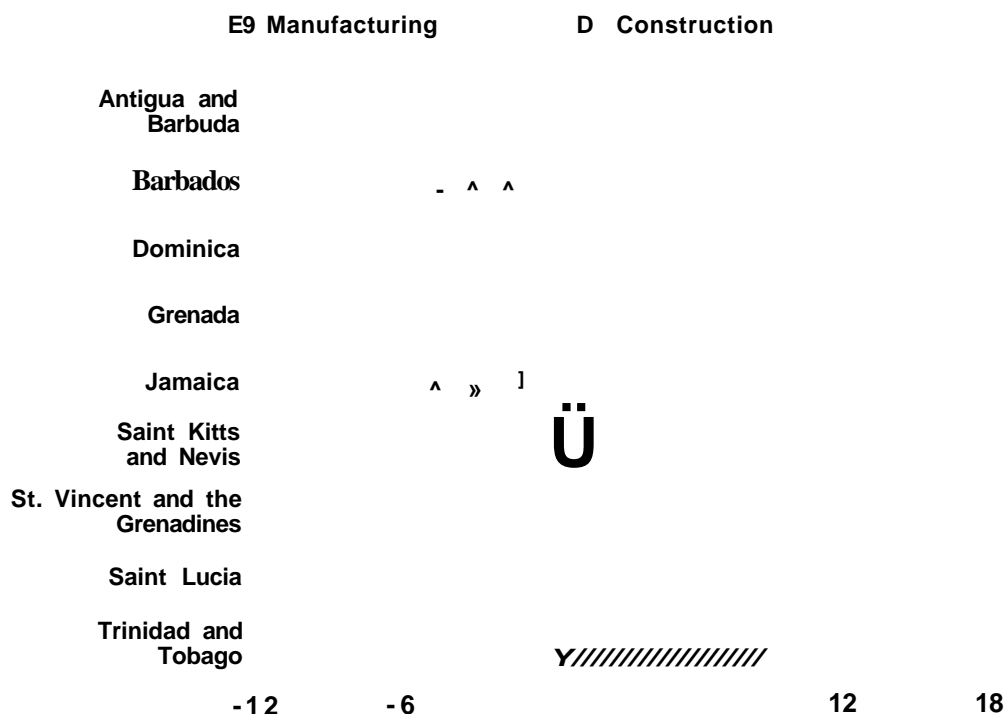 E9 Manufacturing D Construction
Antigua and
Barbuda
Barbados - ^ ^
Dominica
Grenada
Jamaica ^ » ]
Saint Kitts
and Nevis Ü
St. Vincent and the
Grenadines
Saint Lucia
Trinidad and
Tobago Y////////////////////
-12 -6 12 18